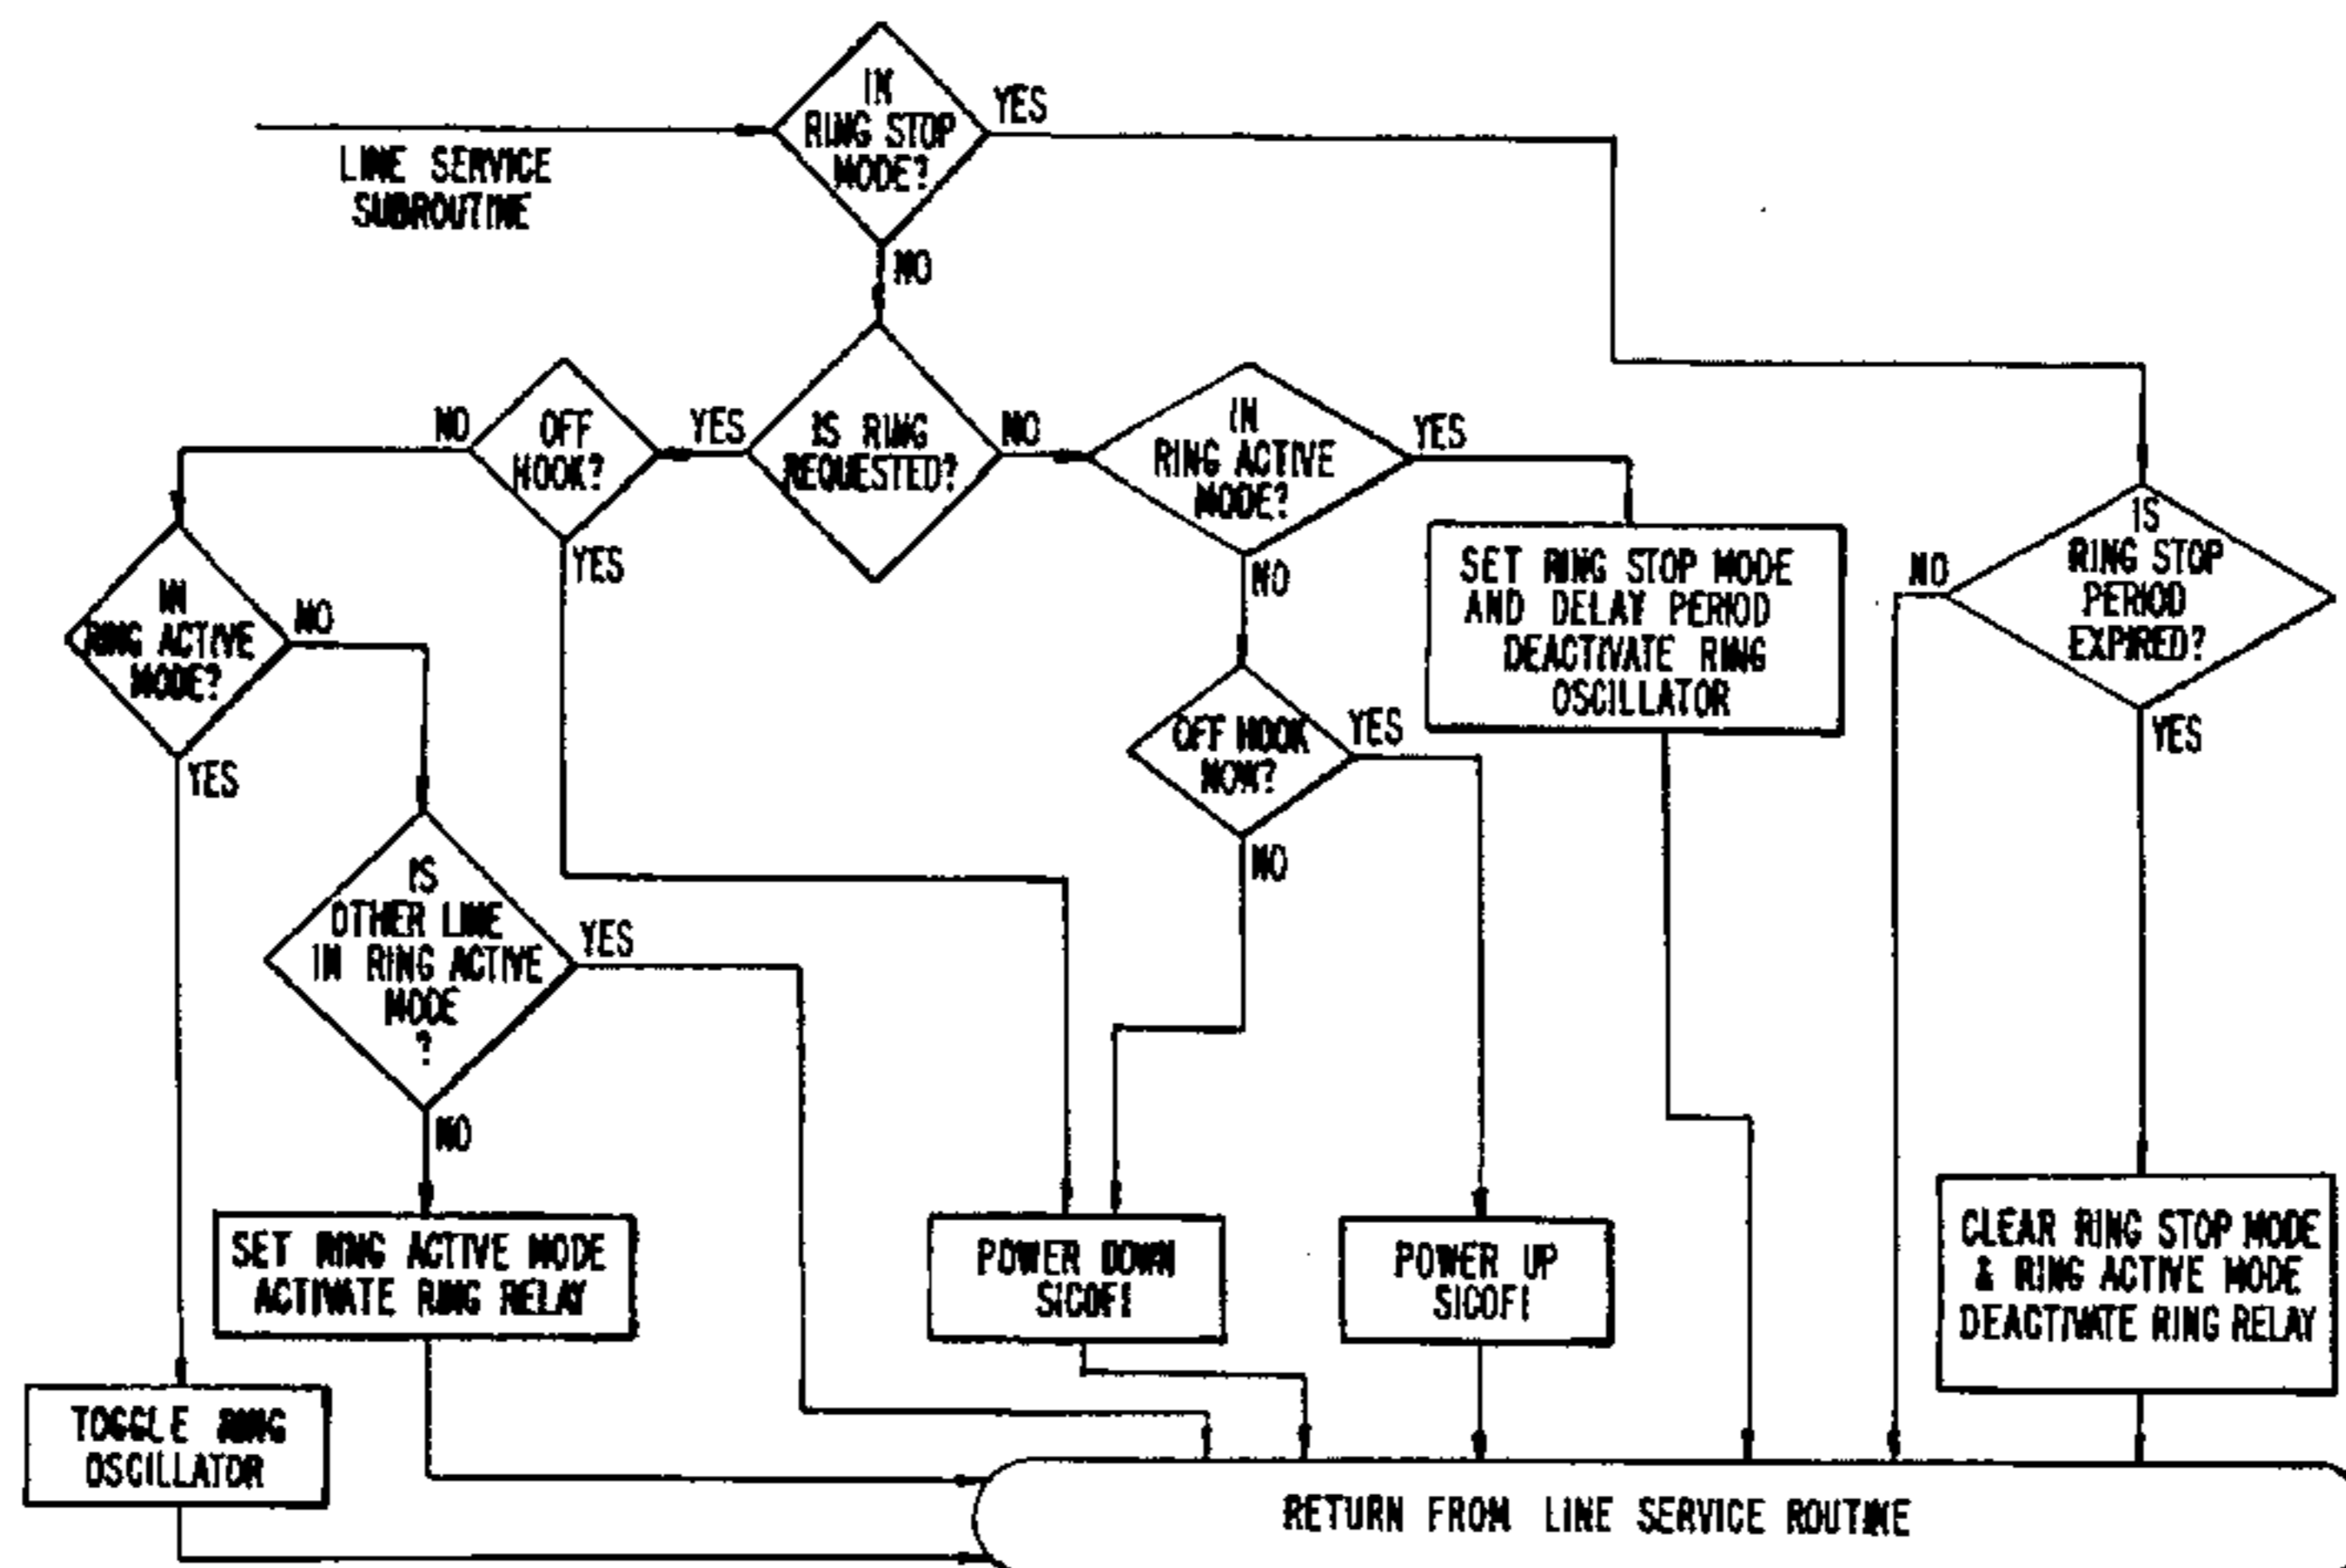 IN
RING STOP
MODE?
YES
LINE SERVICE
SUBROUTINE
NO
NO
OFF
HOOK?
YES
IS RING
REQUESTED?
NO
IN
RING ACTIVE
MODE?
YES
YES
NO
IN
RING ACTIVE
MODE?
NO
YES
SET RING STOP MODE
AND DELAY PERIOD
DEACTIVATE RING
OSCILLATOR
NO
IS
RING STOP
PERIOD
EXPIRED?
YES
OFF HOOK
NOW?
YES
NO
IS
OTHER LINE
IN RING ACTIVE
MODE
?
YES
NO
SET RING ACTIVE MODE
ACTIVATE RING RELAY
POWER DOWN
SICOFI
POWER UP
SICOFI
CLEAR RING STOP MODE
& RING ACTIVE MODE
DEACTIVATE RING RELAY
TOGGLE RING
OSCILLATOR
RETURN FROM LINE SERVICE ROUTINE